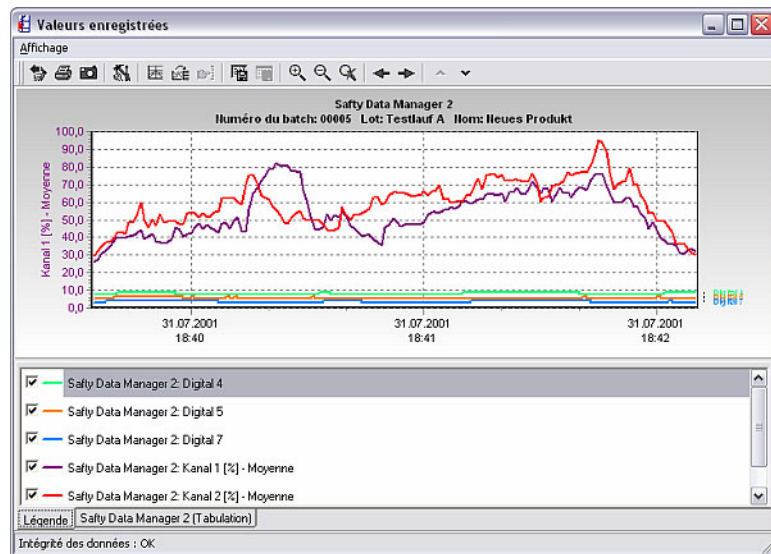 Valeurs enregistrées
Affichage
Safty Data Manager 2
Numéro du batch: 00005 Lot: Testlauf A Nom: Neues Produkt
100,0
90,0
80,0
70,0
60,0
50,0
40,0
30,0
20,0
10,0
0,0
Kanal 1 [%] - Moyenne
31.07.2001
18:40
31.07.2001
18:41
31.07.2001
18:42
Safty Data Manager 2: Digital 4
Safty Data Manager 2: Digital 5
Safty Data Manager 2: Digital 7
Safty Data Manager 2: Kanal 1 [%] - Moyenne
Safty Data Manager 2: Kanal 2 [%] - Moyenne
Légende
Safty Data Manager 2 (Tabulation)
Intégrité des données : OK